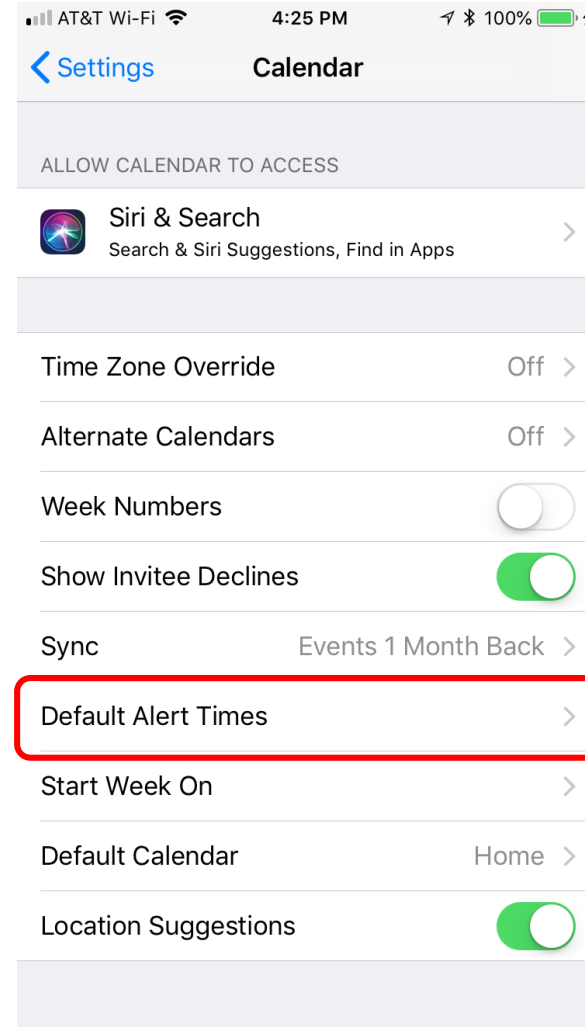 AT&T Wi-Fi 4:25 PM 100%
Settings Calendar
ALLOW CALENDAR TO ACCESS
Siri & Search
Search & Siri Suggestions, Find in Apps
Time Zone Override Off
Alternate Calendars Off
Week Numbers
Show Invitee Declines
Sync Events 1 Month Back
Default Alert Times
Start Week On
Default Calendar Home
Location Suggestions